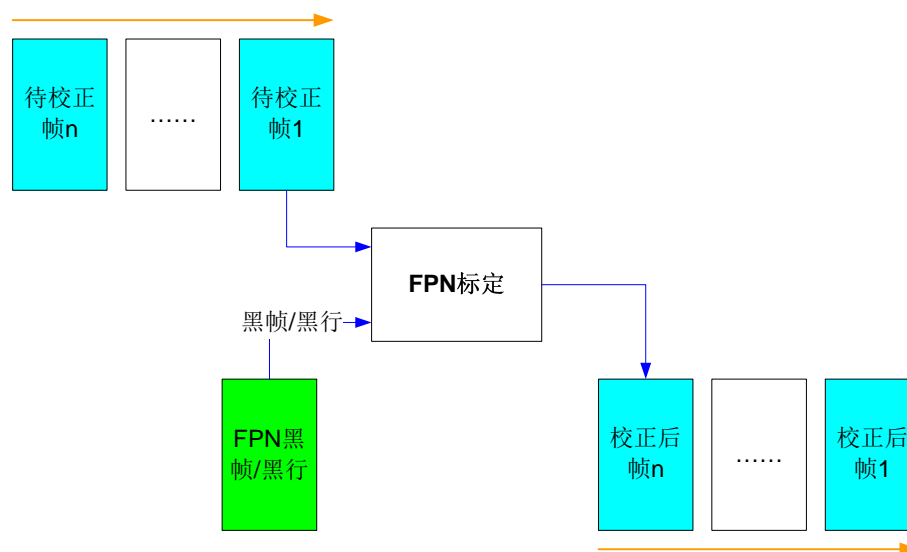 待校正
帧n
……
待校正
帧1
FPN标定
黑帧/黑行
FPN黑
帧/黑行
校正后
帧n
……
校正后
帧1